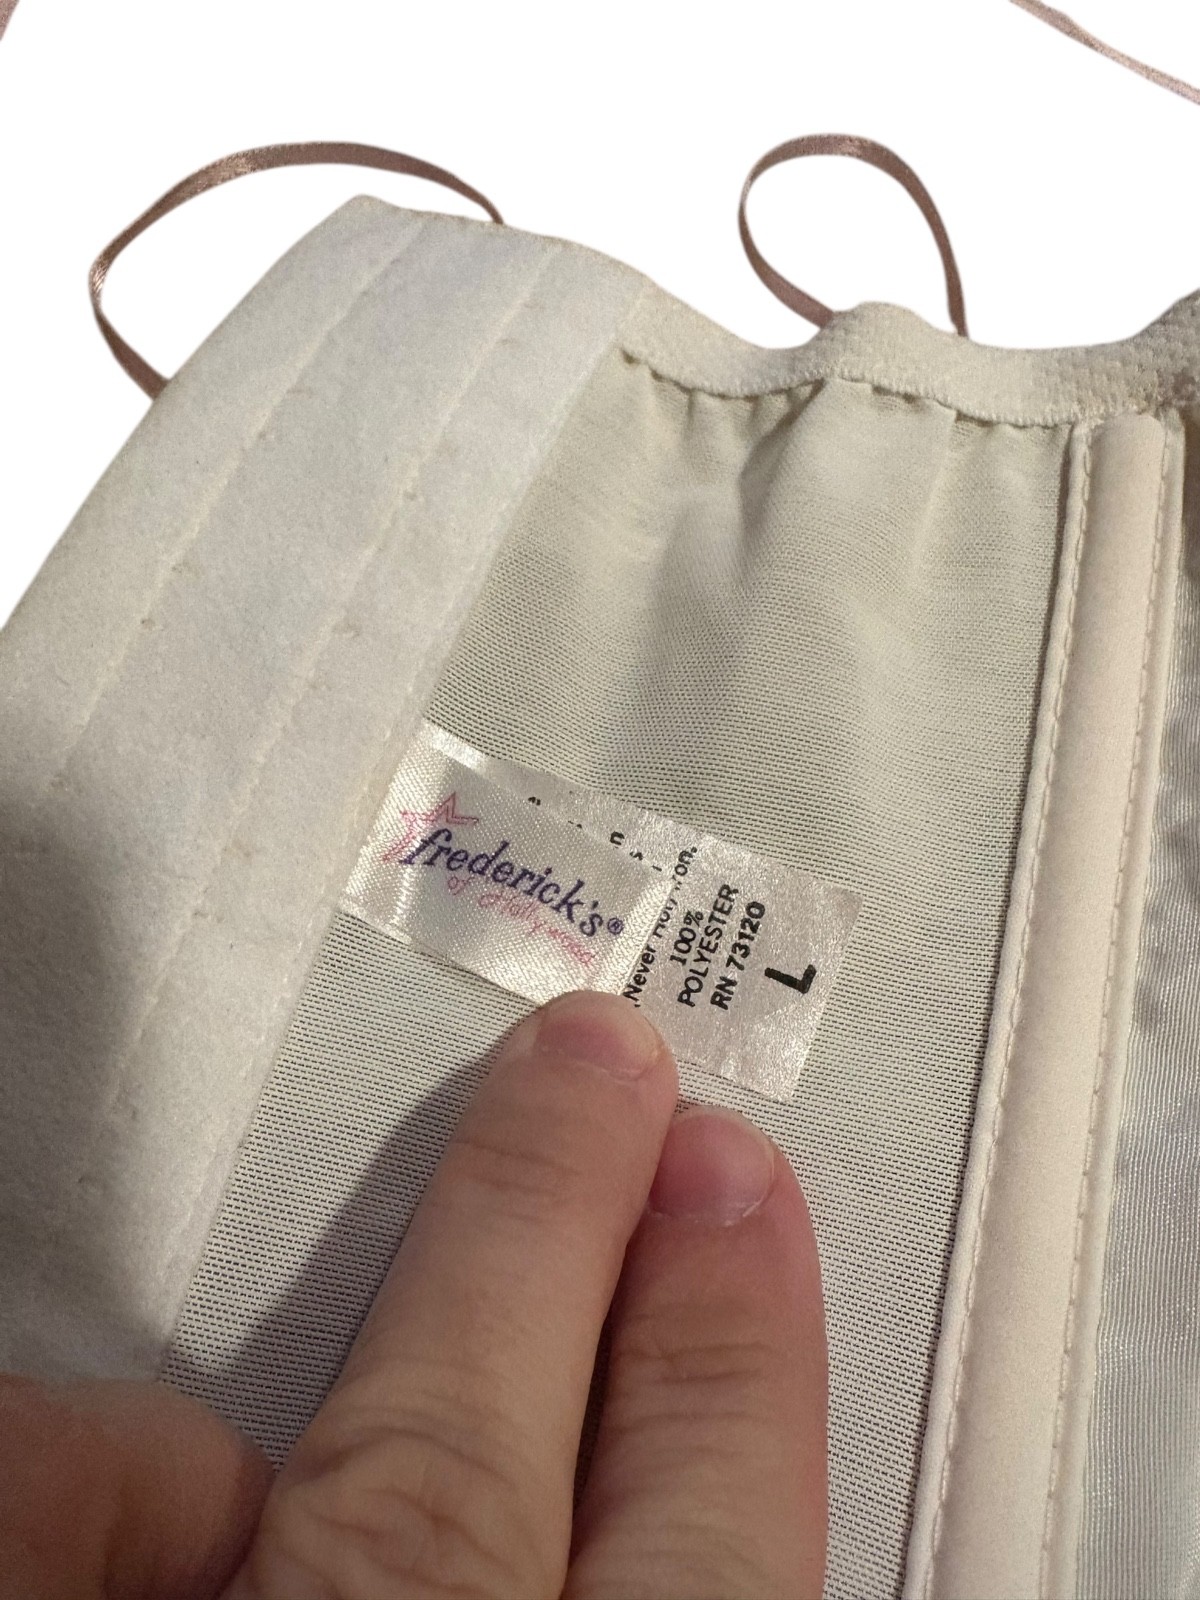 frederick's®
of Hollywood
Never
100%
POLYESTER
RN 73120
L